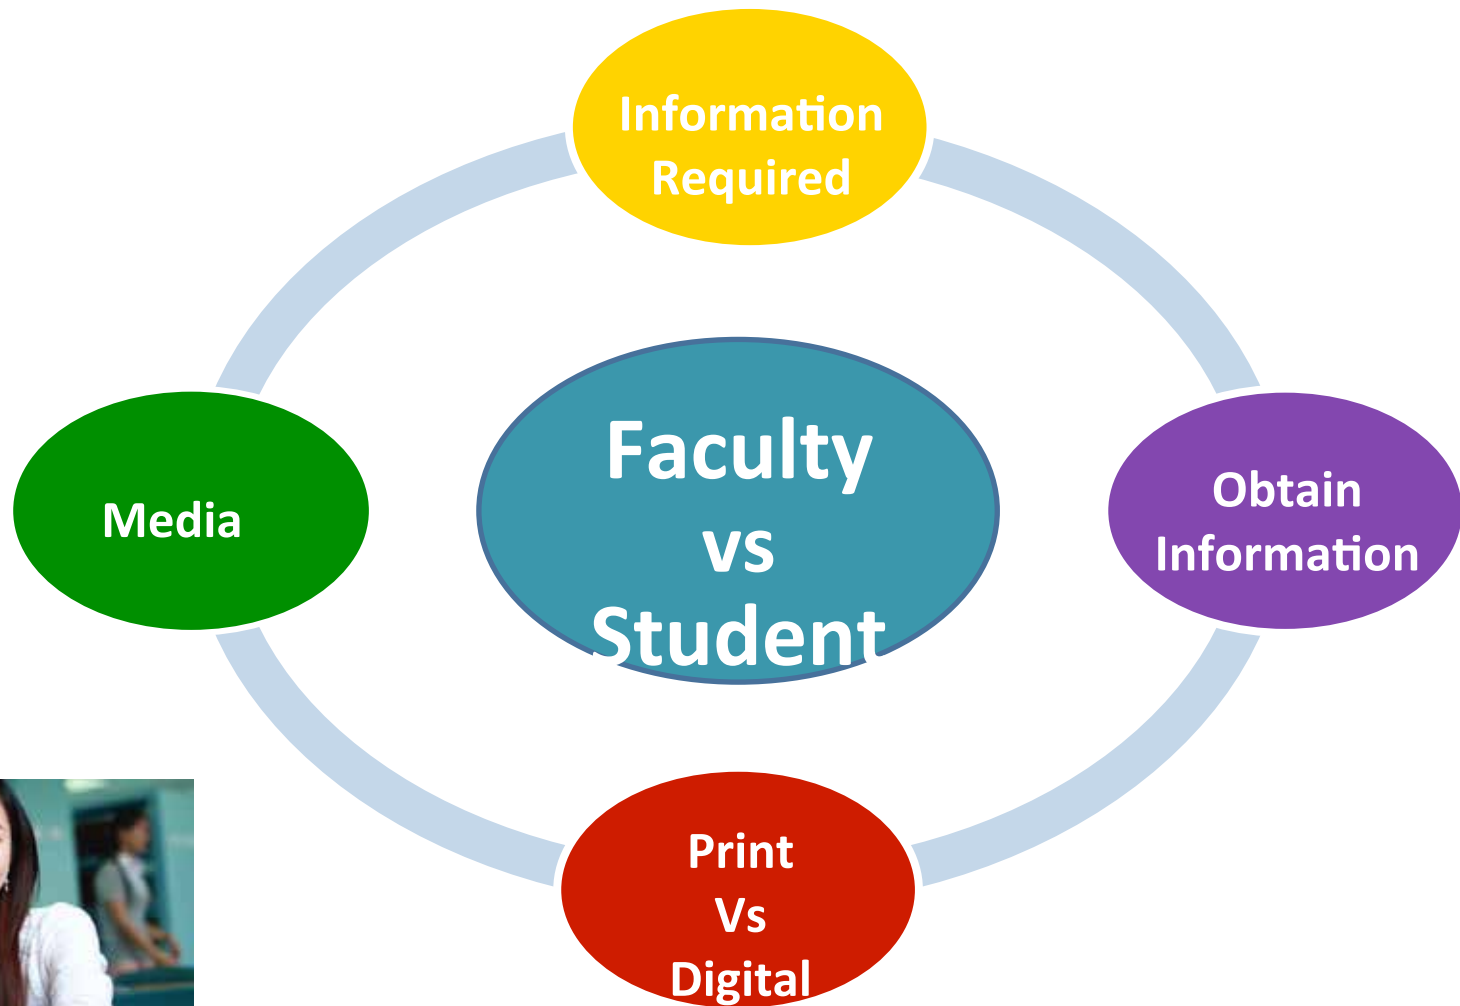 Information
Required
Faculty
vs
Student
Media
Obtain
Information
Print
Vs
Digital